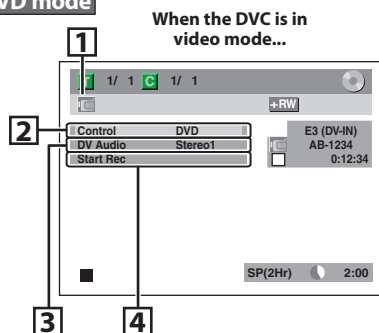 VD mode
When the DVC is in
video mode...
1
T 1/ 1 C 1/ 1
+RW
2
Control DVD
DV Audio Stereo1
Start Rec
E3 (DV-IN)
AB-1234
0:12:34
SP(2Hr) 2:00
3
4